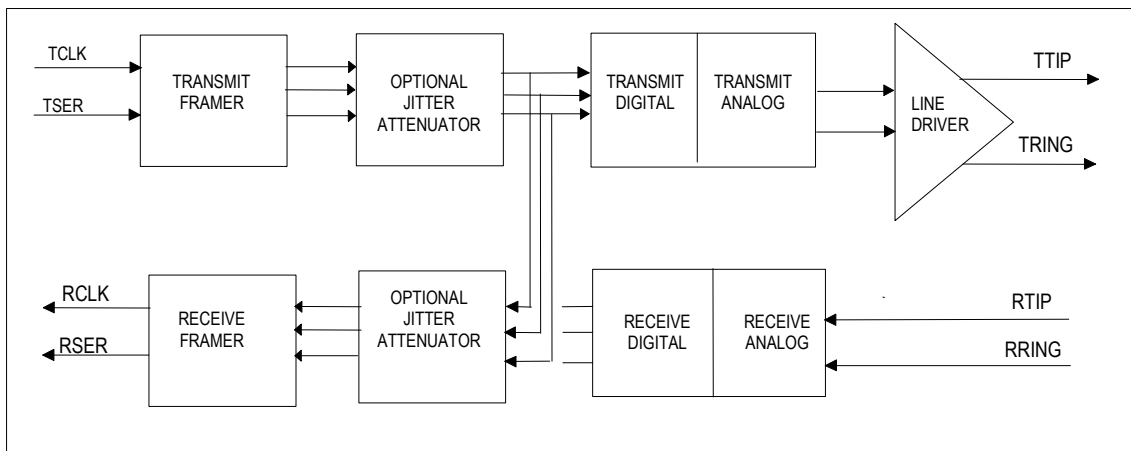 TCLK
TSER
TRANSMIT
FRAMER
OPTIONAL
JITTER
ATTENUATOR
TRANSMIT
DIGITAL
TRANSMIT
ANALOG
LINE
DRIVER
TTIP
TRING
RCLK
RSER
RECEIVE
FRAMER
OPTIONAL
JITTER
ATTENUATOR
RECEIVE
DIGITAL
RECEIVE
ANALOG
RTIP
RRING